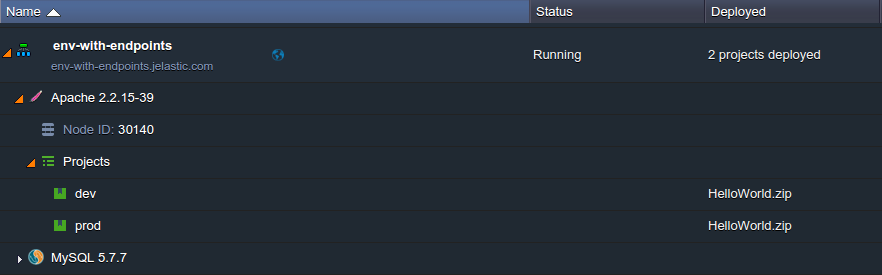 Name Status Deployed
env-with-endpoints
env-with-endpoints.jelastic.com
Running 2 projects deployed
Apache 2.2.15-39
Node ID: 30140
Projects
dev HelloWorld.zip
prod HelloWorld.zip
MySQL 5.7.7